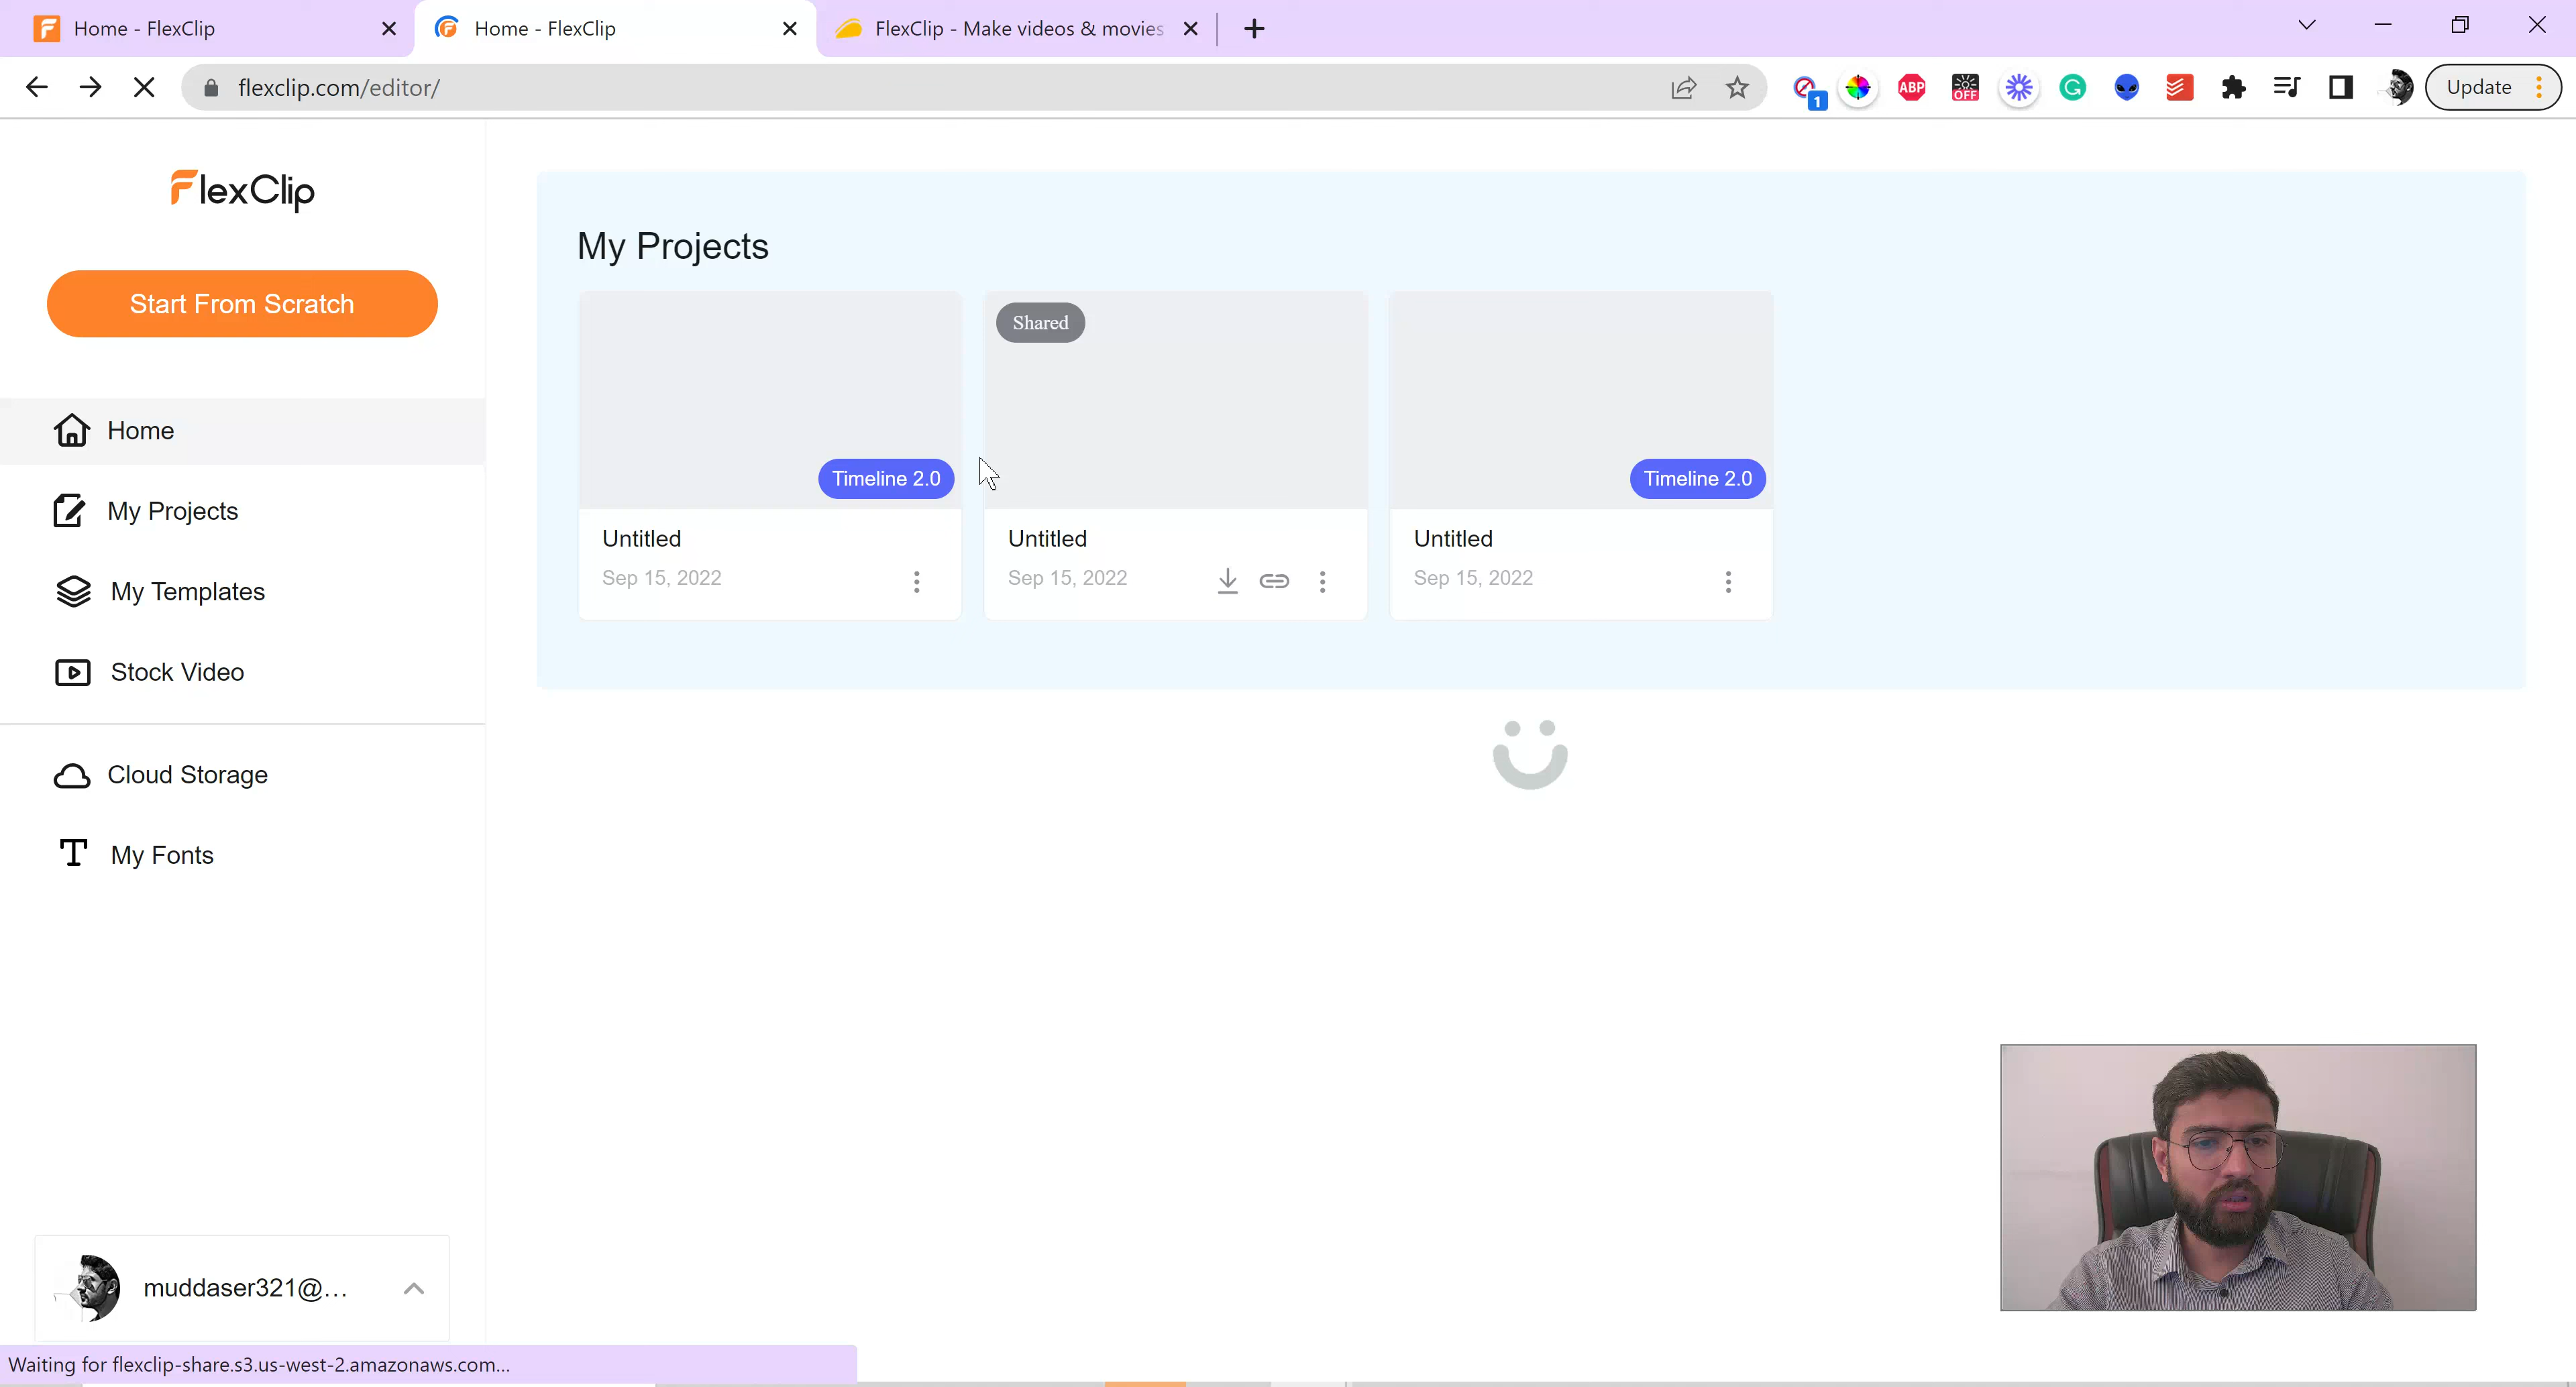 Home - FlexClip
Home - FlexClip
FlexClip - Make videos & movies
flexclip.com/editor/
1
ABP
OFF
Update
FlexClip
Start From Scratch
Home
My Projects
My Templates
Stock Video
Cloud Storage
My Fonts
muddaser321@...
My Projects
Timeline 2.0
Untitled
Sep 15, 2022
Shared
Untitled
Sep 15, 2022
Timeline 2.0
Untitled
Sep 15, 2022
Waiting for flexclip-share.s3.us-west-2.amazonaws.com...